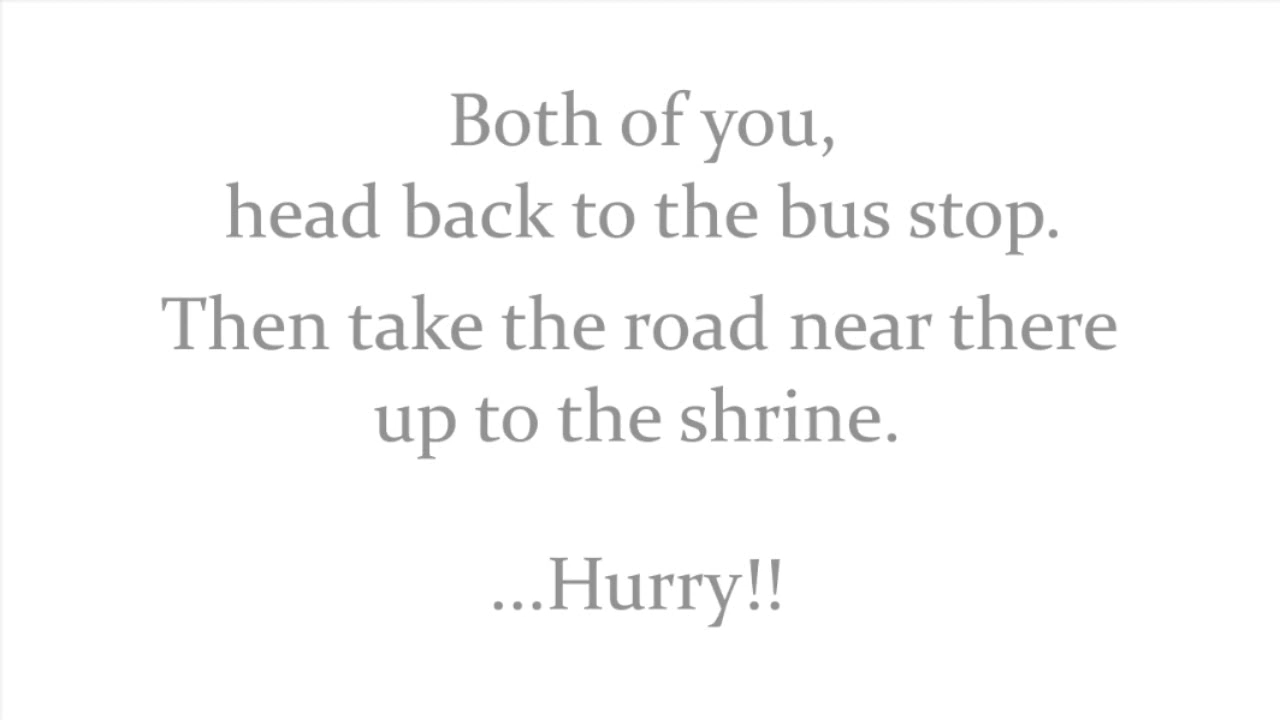 Both of you,
head back to the bus stop.
Then take the road near there
up to the shrine.
...Hurry!!